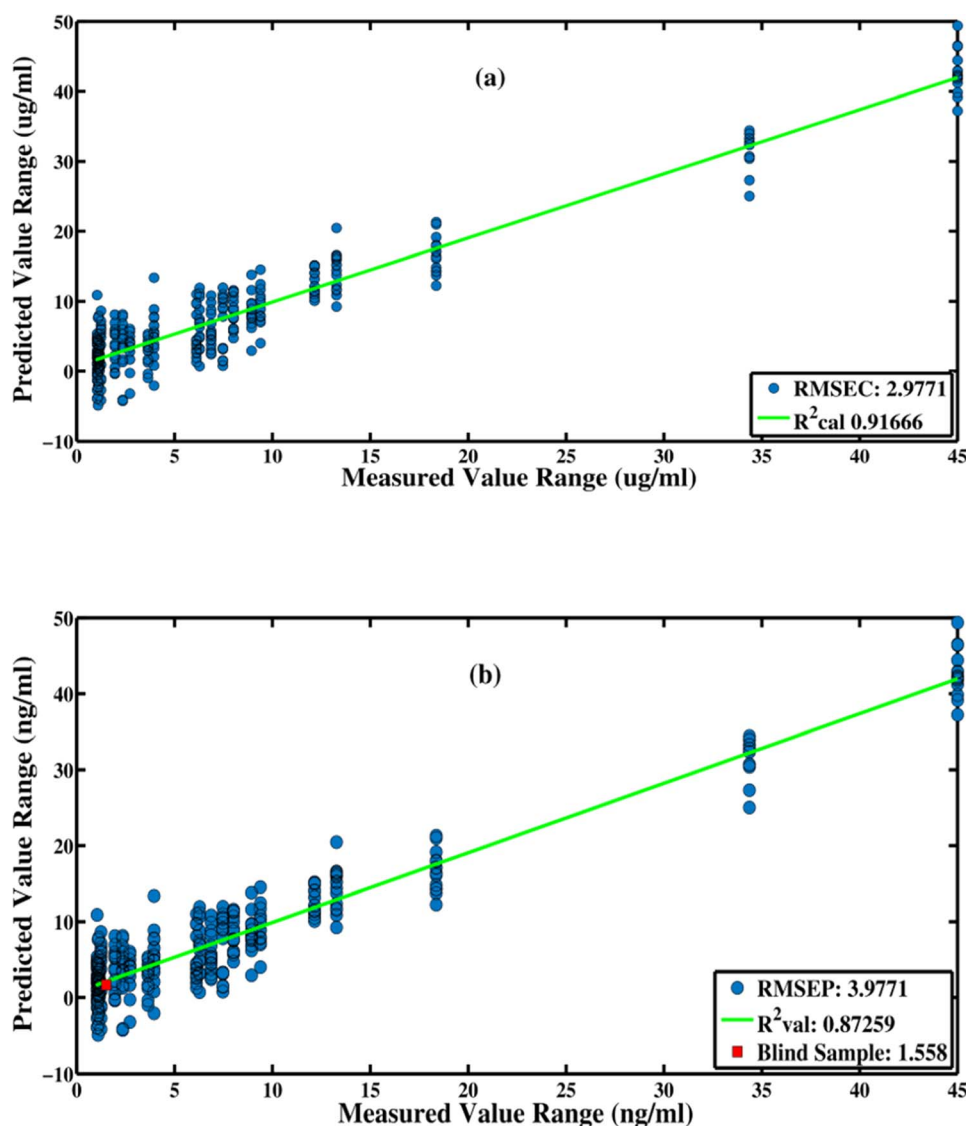 (a)
Predicted Value Range (ug/ml)
50
40
30
20
10
0
−10
RMSEC: 2.9771
R²cal 0.91666
0 5 10 15 20 25 30 35 40 45
Measured Value Range (ug/ml)
(b)
Predicted Value Range (ng/ml)
50
40
30
20
10
0
−10
RMSEP: 3.9771
R²val: 0.87259
Blind Sample: 1.558
0 5 10 15 20 25 30 35 40 45
Measured Value Range (ng/ml)